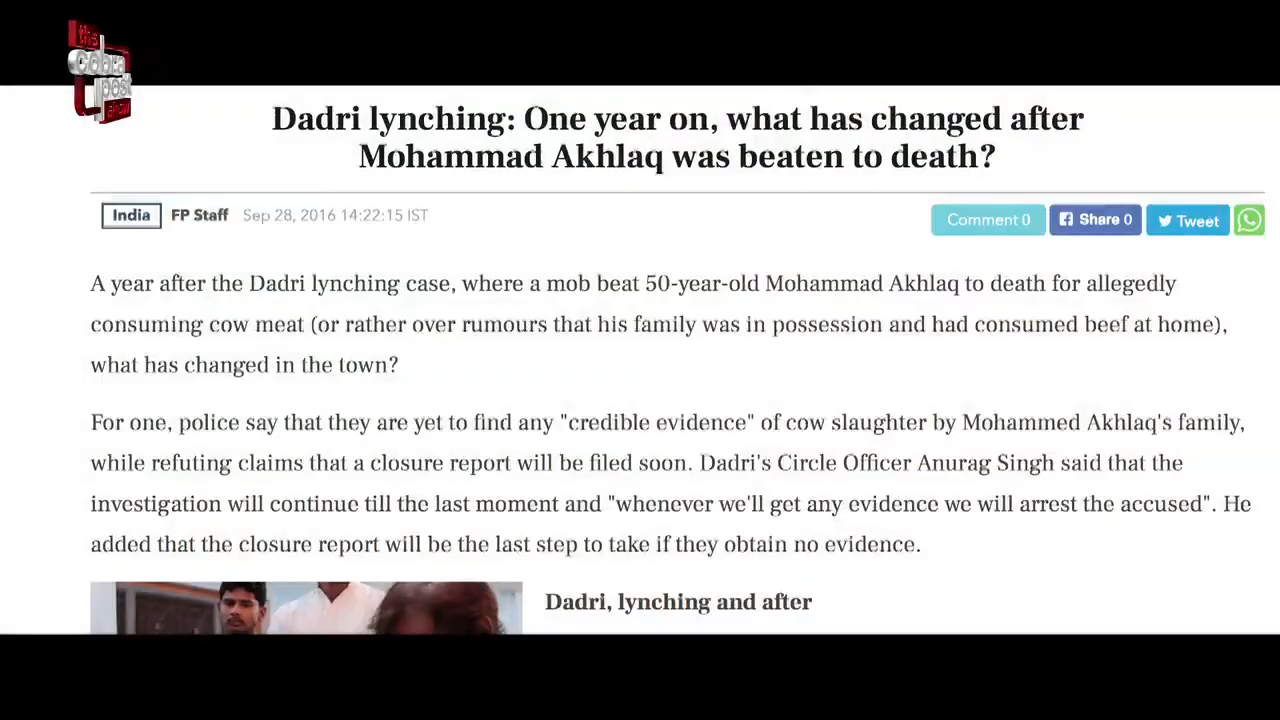 the
cobra
post
show
Dadri lynching: One year on, what has changed after
Mohammad Akhlaq was beaten to death?
India FP Staff Sep 28, 2016 14:22:15 IST
Comment 0 Share 0 Tweet
A year after the Dadri lynching case, where a mob beat 50-year-old Mohammad Akhlaq to death for allegedly
consuming cow meat (or rather over rumours that his family was in possession and had consumed beef at home),
what has changed in the town?
For one, police say that they are yet to find any "credible evidence" of cow slaughter by Mohammed Akhlaq's family,
while refuting claims that a closure report will be filed soon. Dadri's Circle Officer Anurag Singh said that the
investigation will continue till the last moment and "whenever we'll get any evidence we will arrest the accused". He
added that the closure report will be the last step to take if they obtain no evidence.
Dadri, lynching and after